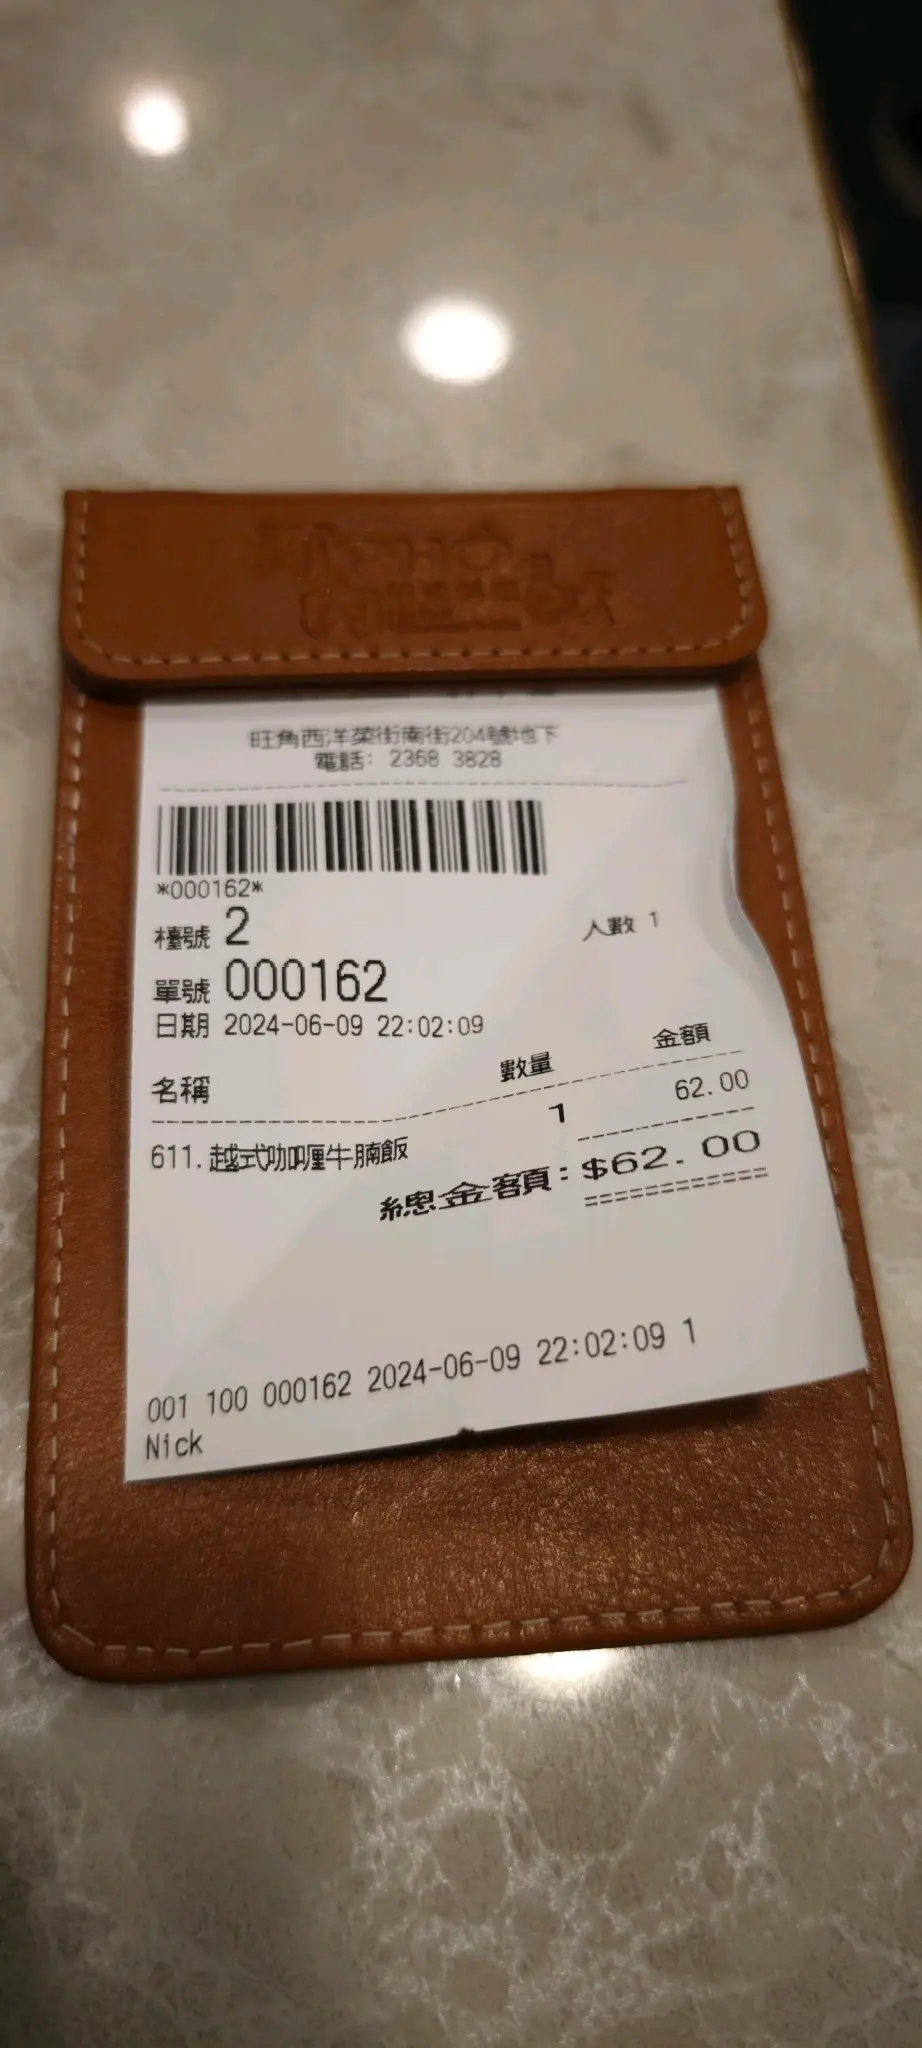 PHO
旺角西洋菜街南街204號地下
電話: 2368 3828
*000162*
檯號 2 人數 1
單號 000162
日期 2024-06-09 22:02:09
名稱 數量 金額
611.越式咖喱牛腩飯 1 62.00
總金額:$62.00
001 100 000162 2024-06-09 22:02:09 1
Nick